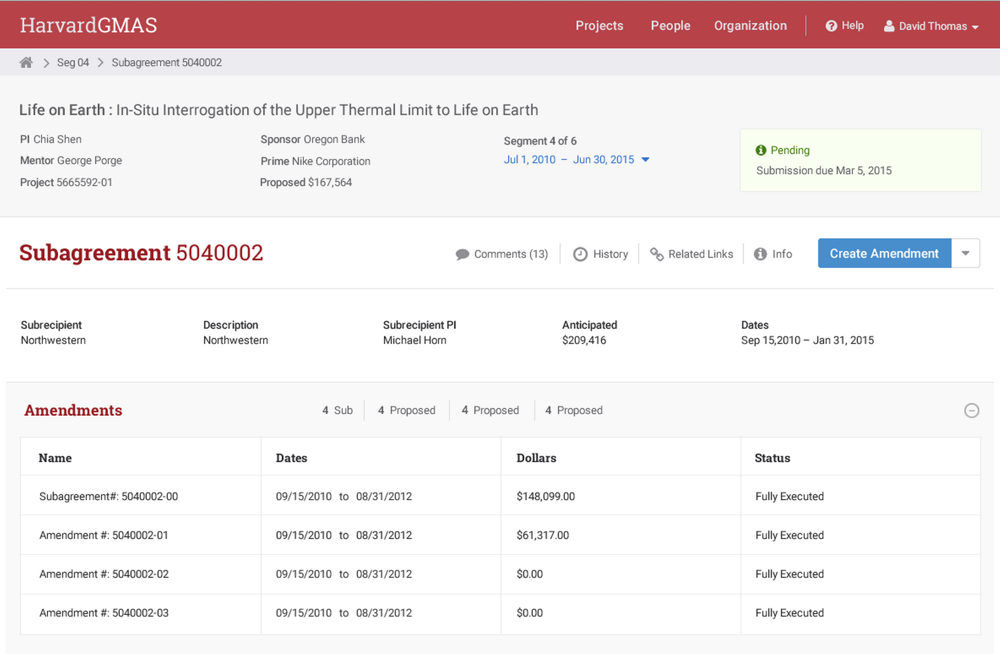 HarvardGMAS Projects People Organization Help David Thomas
Seg 04 Subagreement 5040002
Life on Earth : In-Situ Interrogation of the Upper Thermal Limit to Life on Earth
PI Chia Shen
Mentor George Porge
Project 5665592-01
Sponsor Oregon Bank
Prime Nike Corporation
Proposed $167,564
Segment 4 of 6
Jul 1, 2010 – Jun 30, 2015
Pending
Submission due Mar 5, 2015
Subagreement 5040002 Comments (13) History Related Links Info Create Amendment
Subrecipient Description Subrecipient PI Anticipated Dates
Northwestern Northwestern Michael Horn $209,416 Sep 15,2010 – Jan 31, 2015
Amendments 4 Sub 4 Proposed 4 Proposed 4 Proposed
Name Dates Dollars Status
Subagreement#: 5040002-00 09/15/2010 to 08/31/2012 $148,099.00 Fully Executed
Amendment #: 5040002-01 09/15/2010 to 08/31/2012 $61,317.00 Fully Executed
Amendment #: 5040002-02 09/15/2010 to 08/31/2012 $0.00 Fully Executed
Amendment #: 5040002-03 09/15/2010 to 08/31/2012 $0.00 Fully Executed